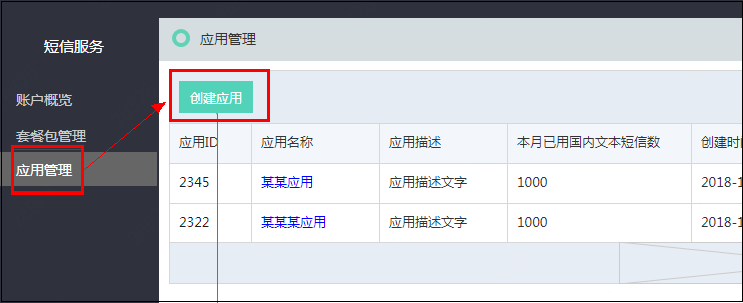 短信服务
账户概览
套餐包管理
应用管理
应用管理
创建应用
应用ID 应用名称 应用描述 本月已用国内文本短信数 创建时
2345 某某应用 应用描述文字 1000 2018-1
2322 某某某应用 应用描述文字 1000 2018-1